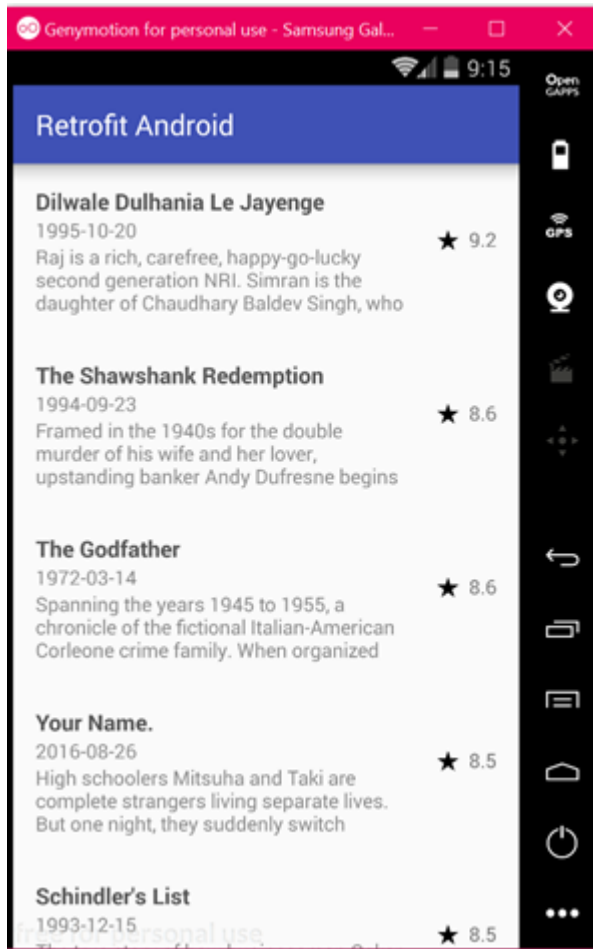 Genymotion for personal use - Samsung Gal...
9:15
Open
GAPPS
Retrofit Android
GPS
Dilwale Dulhania Le Jayenge
1995-10-20
9.2
Raj is a rich, carefree, happy-go-lucky
second generation NRI. Simran is the
daughter of Chaudhary Baldev Singh, who
The Shawshank Redemption
1994-09-23
8.6
Framed in the 1940s for the double
murder of his wife and her lover,
upstanding banker Andy Dufresne begins
The Godfather
1972-03-14
8.6
Spanning the years 1945 to 1955, a
chronicle of the fictional Italian-American
Corleone crime family. When organized
Your Name.
2016-08-26
8.5
High schoolers Mitsuha and Taki are
complete strangers living separate lives.
But one night, they suddenly switch
Schindler's List
1993-12-15
8.5
free for personal use